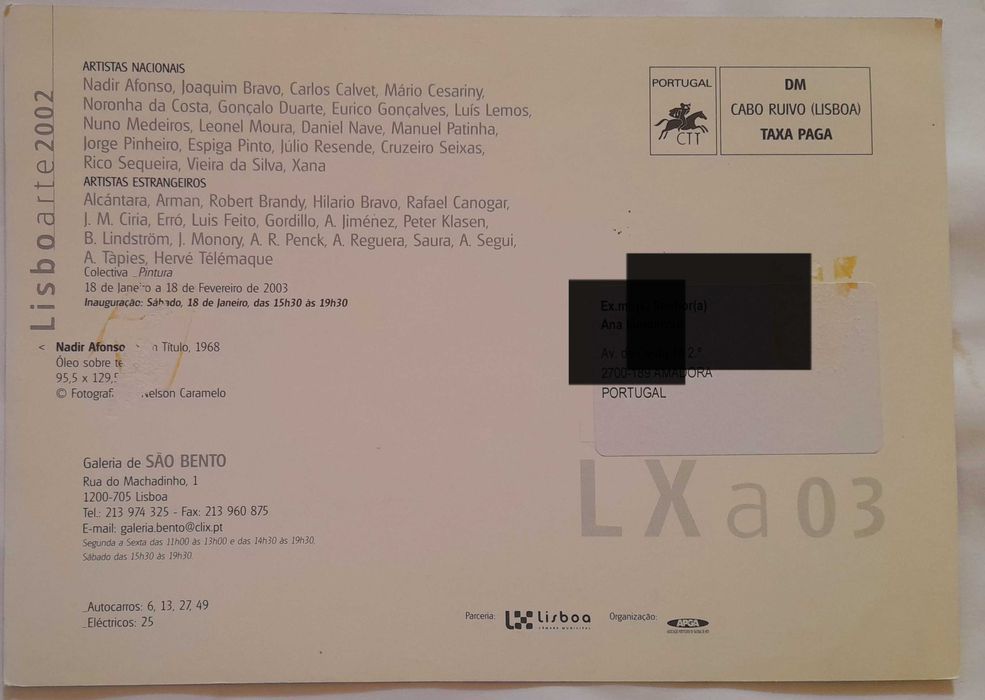 Lisboarte2002
ARTISTAS NACIONAIS
Nadir Afonso, Joaquim Bravo, Carlos Calvet, Mário Cesariny,
Noronha da Costa, Gonçalo Duarte, Eurico Gonçalves, Luís Lemos,
Nuno Medeiros, Leonel Moura, Daniel Nave, Manuel Patinha,
Jorge Pinheiro, Espiga Pinto, Júlio Resende, Cruzeiro Seixas,
Rico Sequeira, Vieira da Silva, Xana
ARTISTAS ESTRANGEIROS
Alcántara, Arman, Robert Brandy, Hilario Bravo, Rafael Canogar,
J. M. Ciria, Erró, Luis Feito, Gordillo, A. Jiménez, Peter Klasen,
B. Lindström, J. Monory, A. R. Penck, A. Reguera, Saura, A. Segui,
A. Tàpies, Hervé Télémaque
Colectiva _Pintura
18 de Janeiro a 18 de Fevereiro de 2003
Inauguração: Sábado, 18 de Janeiro, das 15h30 às 19h30
< Nadir Afonso Título, 1968
Óleo sobre
95,5 x 129,5
© Nelson Caramelo
Galeria de SÃO BENTO
Rua do Machadinho, 1
1200-705 Lisboa
Tel.: 213 974 325 - Fax: 213 960 875
E-mail: galeria.bento@clix.pt
Segunda a Sexta das 11h00 às 13h00 e das 14h30 às 19h30.
Sábado das 15h30 às 19h30.
_Autocarros: 6, 13, 27, 49
_Eléctricos: 25
PORTUGAL
CTT
DM
CABO RUIVO (LISBOA)
TAXA PAGA
AMADORA
PORTUGAL
LXa03
Parceria:
Lisboa
CÂMARA MUNICIPAL
Organização:
APGA